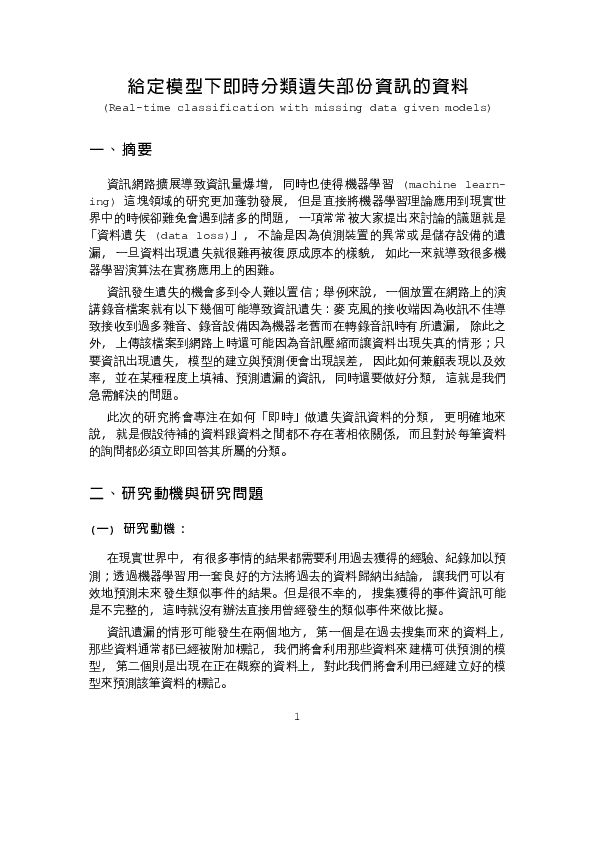 給定模型下即時分類遺失部份資訊的資料
(Real-time classification with missing data given models)
一、摘要
資訊網路擴展導致資訊量爆增, 同時也使得機器學習 (machine learn-
ing) 這塊領域的研究更加蓬勃發展, 但是直接將機器學習理論應用到現實世
界中的時候卻難免會遇到諸多的問題, 一項常常被大家提出來討論的議題就是
「資料遺失 (data loss)」, 不論是因為偵測裝置的異常或是儲存設備的遺
漏, 一旦資料出現遺失就很難再被復原成原本的樣貌, 如此一來就導致很多機
器學習演算法在實務應用上的困難。
資訊發生遺失的機會多到令人難以置信；舉例來說, 一個放置在網路上的演
講錄音檔案就有以下幾個可能導致資訊遺失：麥克風的接收端因為收訊不佳導
致接收到過多雜音、錄音設備因為機器老舊而在轉錄音訊時有所遺漏, 除此之
外, 上傳該檔案到網路上時還可能因為音訊壓縮而讓資料出現失真的情形；只
要資訊出現遺失, 模型的建立與預測便會出現誤差, 因此如何兼顧表現以及效
率, 並在某種程度上填補、預測遺漏的資訊, 同時還要做好分類, 這就是我們
急需解決的問題。
此次的研究將會專注在如何「即時」做遺失資訊資料的分類, 更明確地來
說, 就是假設待補的資料跟資料之間都不存在著相依關係, 而且對於每筆資料
的詢問都必須立即回答其所屬的分類。
二、研究動機與研究問題
(一) 研究動機：
在現實世界中, 有很多事情的結果都需要利用過去獲得的經驗、紀錄加以預
測；透過機器學習用一套良好的方法將過去的資料歸納出結論, 讓我們可以有
效地預測未來發生類似事件的結果。但是很不幸的, 搜集獲得的事件資訊可能
是不完整的, 這時就沒有辦法直接用曾經發生的類似事件來做比擬。
資訊遺漏的情形可能發生在兩個地方, 第一個是在過去搜集而來的資料上,
那些資料通常都已經被附加標記, 我們將會利用那些資料來建構可供預測的模
型, 第二個則是出現在正在觀察的資料上, 對此我們將會利用已經建立好的模
型來預測該筆資料的標記。
1